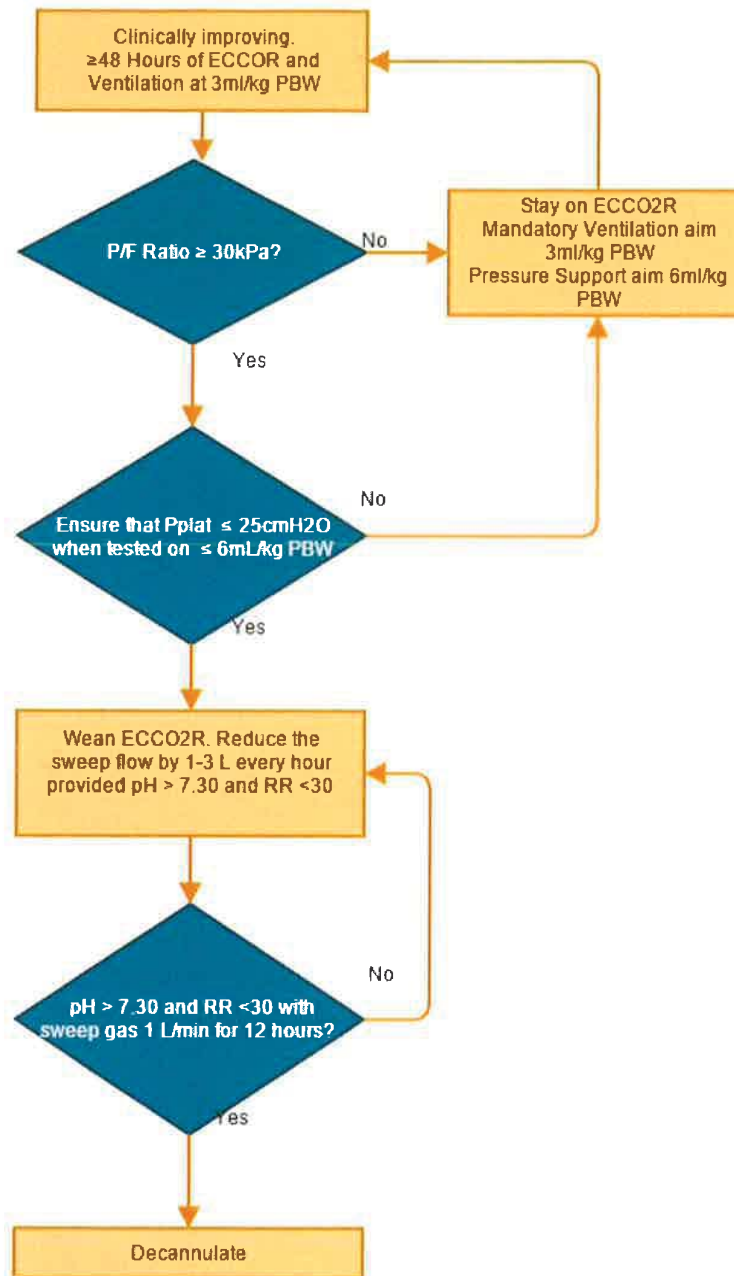 Clinically improving.
≥48 Hours of ECCOR and
Ventilation at 3ml/kg PBW
P/F Ratio ≥ 30kPa?
No
Stay on ECCO2R
Mandatory Ventilation aim
3ml/kg PBW
Pressure Support aim 6ml/kg
PBW
Yes
Ensure that Pplat ≤ 25cmH2O
when tested on ≤ 6mL/kg PBW
No
Yes
Wean ECCO2R. Reduce the
sweep flow by 1-3 L every hour
provided pH > 7.30 and RR <30
pH > 7.30 and RR <30 with
sweep gas 1 L/min for 12 hours?
No
Yes
Decannulate